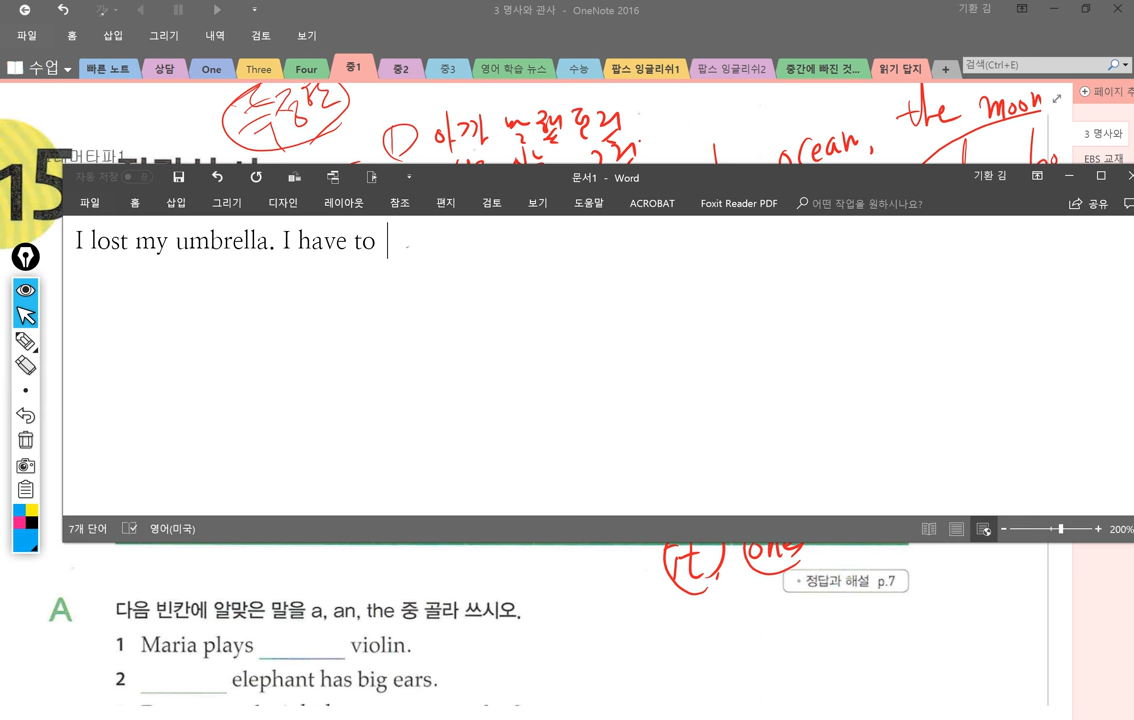 3 명사와 관사 - OneNote 2016
기환 김
파일 홈 삽입 그리기 내역 검토 보기
수업 빠른 노트 상담 One Three Four 중1 중2 중3 영어 학습 뉴스 수능 팝스 잉글리쉬1 팝스 잉글리쉬2 중간에 빠진 것... 읽기 답지 + 검색(Ctrl+E)
페이지 추
the moon
아까
ocean,
3 명사와
EBS 교재
15
자동 저장
문서1 - Word
기환 김
파일 홈 삽입 그리기 디자인 레이아웃 참조 편지 검토 보기 도움말 ACROBAT Foxit Reader PDF 어떤 작업을 원하시나요? 공유
I lost my umbrella. I have to
7개 단어 영어(미국) 200%
it, one
• 정답과 해설 p.7
A 다음 빈칸에 알맞은 말을 a, an, the 중 골라 쓰시오.
1 Maria plays ________ violin.
2 ________ elephant has big ears.